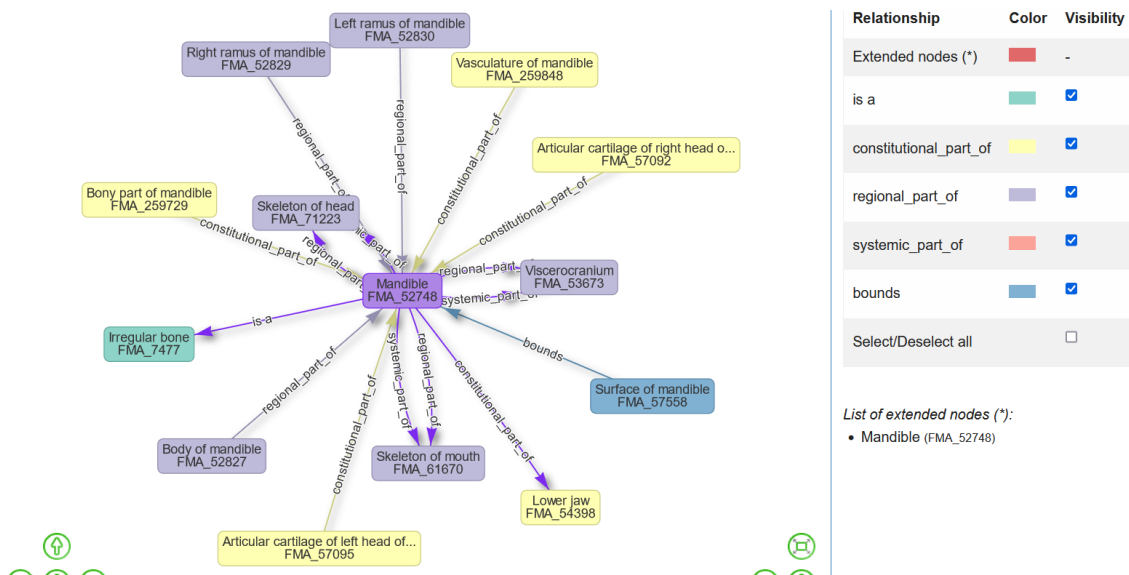 Left ramus of mandible
FMA_52830
Right ramus of mandible
FMA_52829
Vasculature of mandible
FMA_259848
Articular cartilage of right head o...
FMA_57092
Bony part of mandible
FMA_259729
Skeleton of head
FMA_71223
Viscerocranium
FMA_53673
Mandible
FMA_52748
Irregular bone
FMA_7477
Surface of mandible
FMA_57558
Body of mandible
FMA_52827
Skeleton of mouth
FMA_61670
Lower jaw
FMA_54398
Articular cartilage of left head of...
FMA_57095
regional_part_of
regional_part_of
constitutional_part_of
constitutional_part_of
constitutional_part_of
regional_part_of
systemic_part_of
is a
bounds
regional_part_of
constitutional_part_of
systemic_part_of
regional_part_of
constitutional_part_of
Relationship Color Visibility
Extended nodes (*) -
is a
constitutional_part_of
regional_part_of
systemic_part_of
bounds
Select/Deselect all
List of extended nodes (*):
• Mandible (FMA_52748)